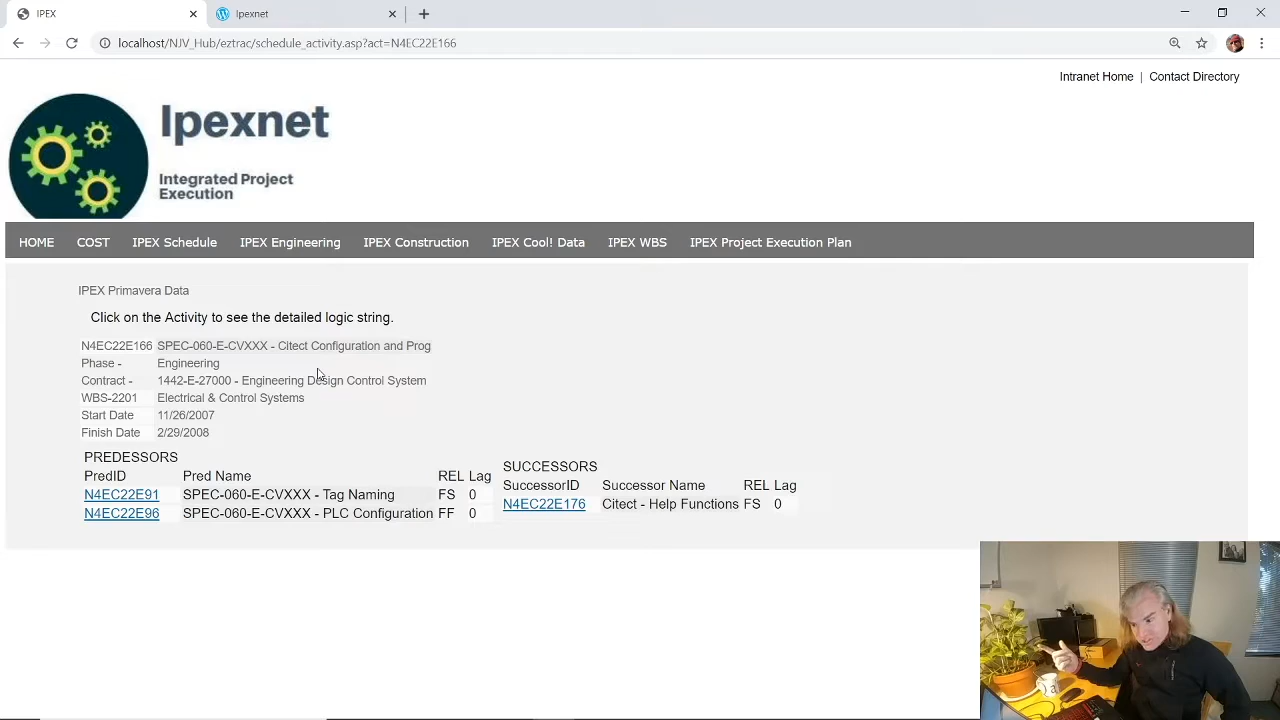 IPEX
Ipexnet
localhost/NJV_Hub/eztrac/schedule_activity.asp?act=N4EC22E166
Intranet Home | Contact Directory
Ipexnet
Integrated Project
Execution
HOME COST IPEX Schedule IPEX Engineering IPEX Construction IPEX Cool! Data IPEX WBS IPEX Project Execution Plan
IPEX Primavera Data
Click on the Activity to see the detailed logic string.
N4EC22E166 SPEC-060-E-CVXXX - Citect Configuration and Prog
Phase - Engineering
Contract - 1442-E-27000 - Engineering Design Control System
WBS-2201 Electrical & Control Systems
Start Date 11/26/2007
Finish Date 2/29/2008
PREDESSORS
PredID Pred Name REL Lag
N4EC22E91 SPEC-060-E-CVXXX - Tag Naming FS 0
N4EC22E96 SPEC-060-E-CVXXX - PLC Configuration FF 0
SUCCESSORS
SuccessorID Successor Name REL Lag
N4EC22E176 Citect - Help Functions FS 0